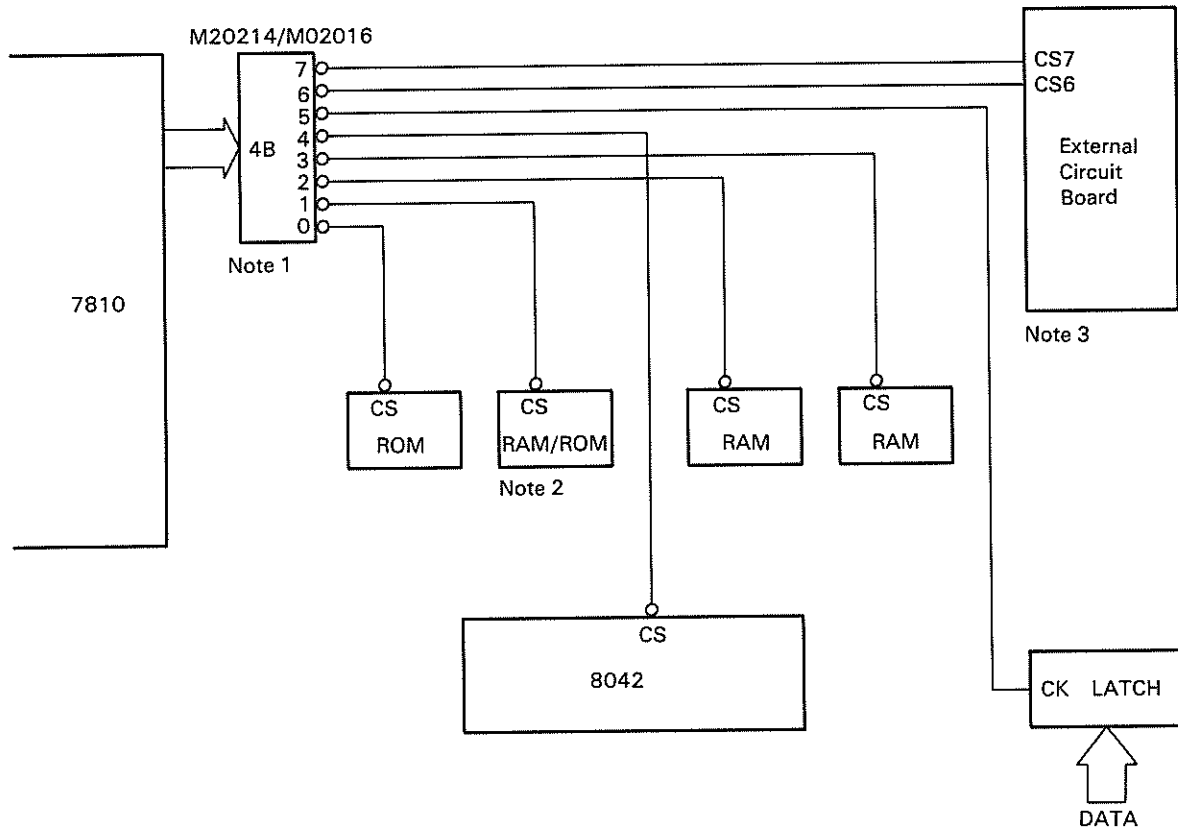 M20214/M02016
7
6
5
4
3
2
1
0
4B
Note 1
7810
CS7
CS6
External
Circuit
Board
Note 3
CS
ROM
CS
RAM/ROM
Note 2
CS
RAM
CS
RAM
CS
8042
CK LATCH
DATA